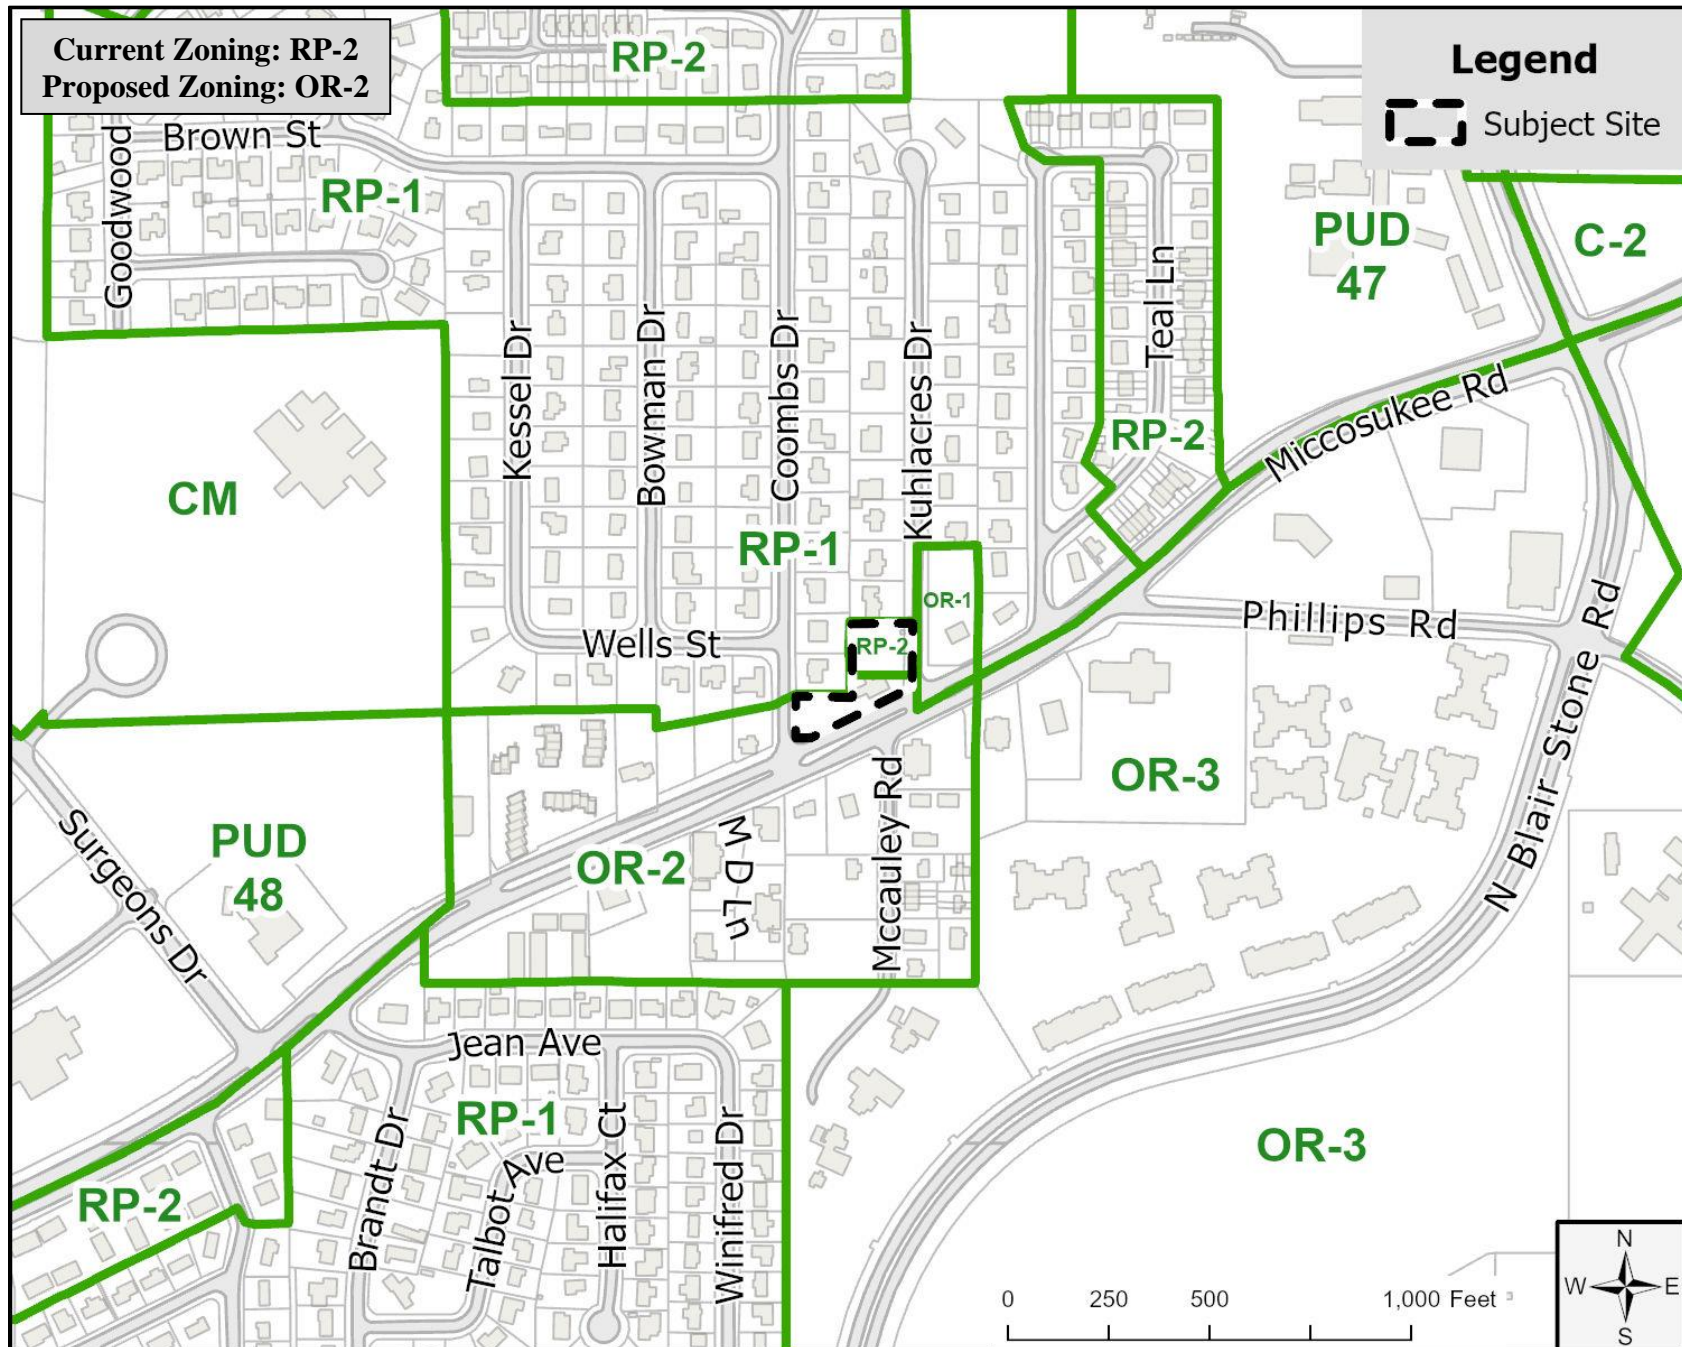 Current Zoning: RP-2
Proposed Zoning: OR-2
RP-2
Legend
Subject Site
Brown St
Goodwood
RP-1
PUD
47
C-2
Kessel Dr
Bowman Dr
Coombs Dr
Kuhlacres Dr
Teal Ln
RP-2
Miccosukee Rd
CM
RP-1
OR-1
Wells St
RP-2
Phillips Rd
N Blair Stone Rd
OR-3
Surgeons Dr
PUD
48
OR-2
M D Ln
Mccauley Rd
Jean Ave
RP-1
Brandt Dr
Talbot Ave
Halifax Ct
Winifred Dr
OR-3
RP-2
0 250 500 1,000 Feet
N
W E
S